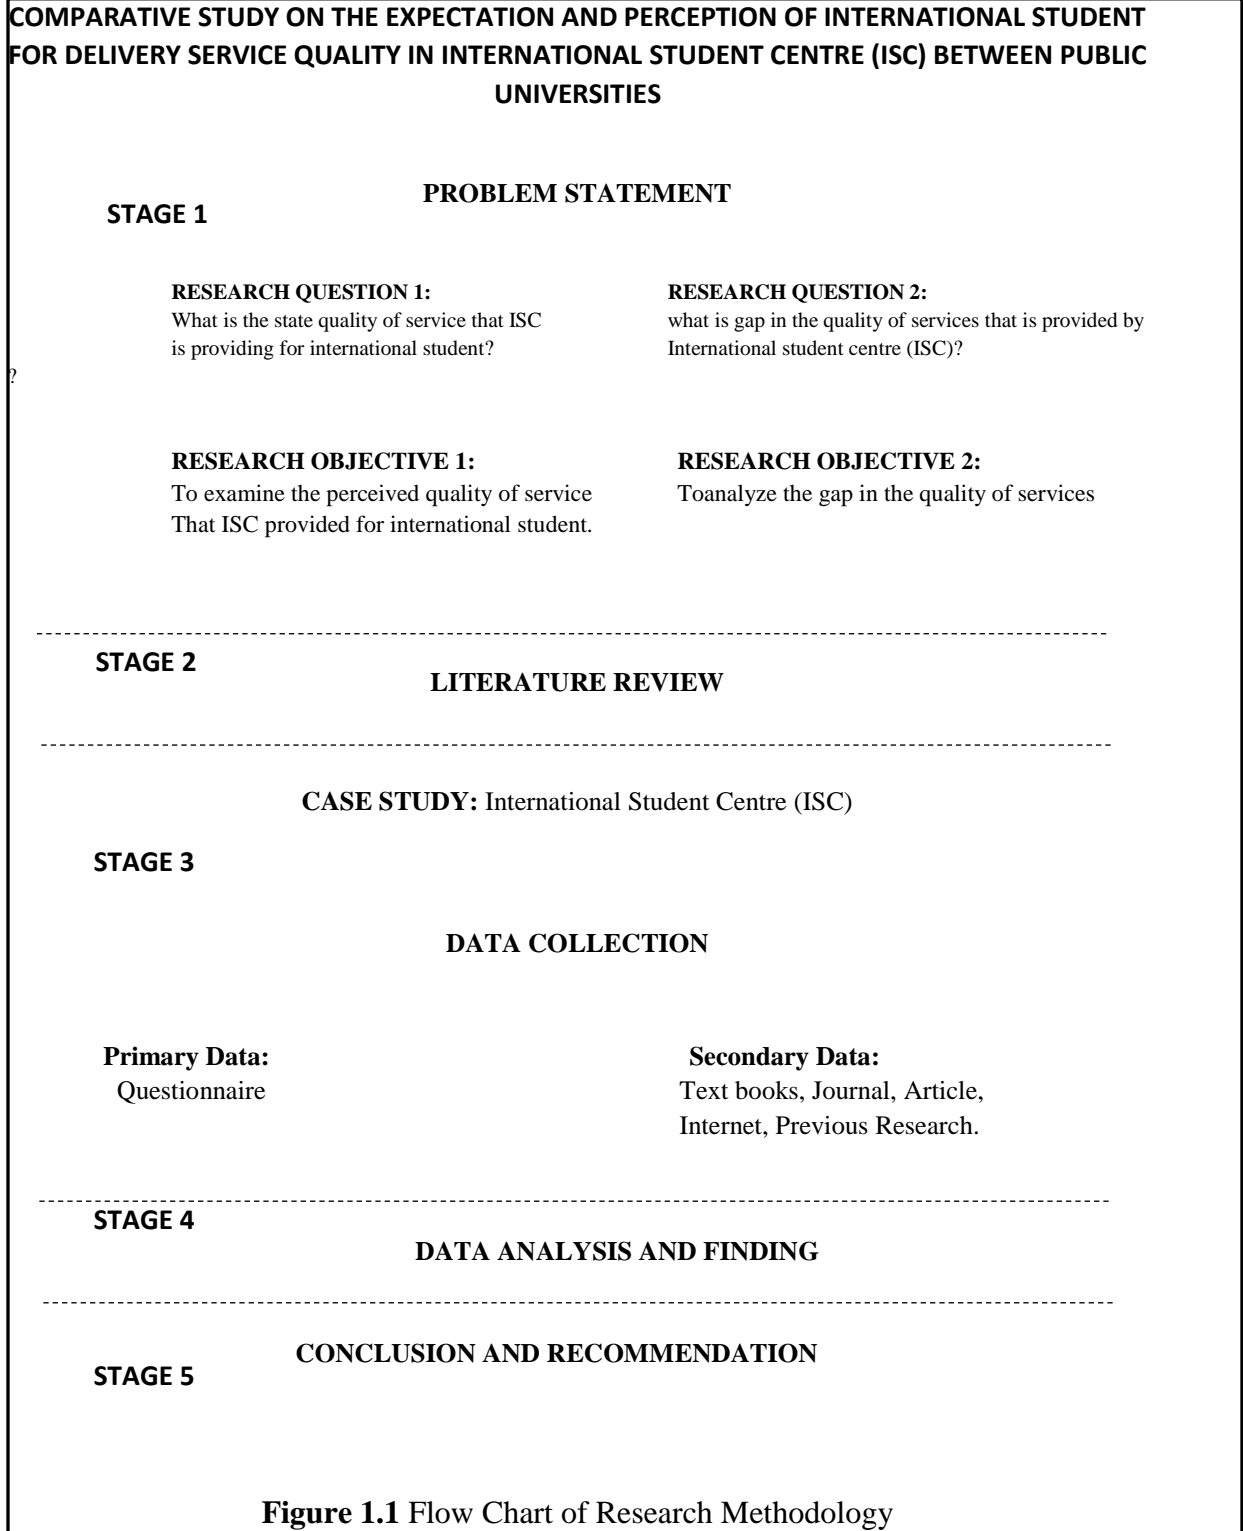 COMPARATIVE STUDY ON THE EXPECTATION AND PERCEPTION OF INTERNATIONAL STUDENT
FOR DELIVERY SERVICE QUALITY IN INTERNATIONAL STUDENT CENTRE (ISC) BETWEEN PUBLIC
UNIVERSITIES
PROBLEM STATEMENT
STAGE 1
RESEARCH QUESTION 1:
What is the state quality of service that ISC
is providing for international student?
RESEARCH QUESTION 2:
what is gap in the quality of services that is provided by
International student centre (ISC)?
?
RESEARCH OBJECTIVE 1:
To examine the perceived quality of service
That ISC provided for international student.
RESEARCH OBJECTIVE 2:
Toanalyze the gap in the quality of services
STAGE 2
LITERATURE REVIEW
CASE STUDY: International Student Centre (ISC)
STAGE 3
DATA COLLECTION
Primary Data:
Questionnaire
Secondary Data:
Text books, Journal, Article,
Internet, Previous Research.
STAGE 4
DATA ANALYSIS AND FINDING
CONCLUSION AND RECOMMENDATION
STAGE 5
Figure 1.1 Flow Chart of Research Methodology